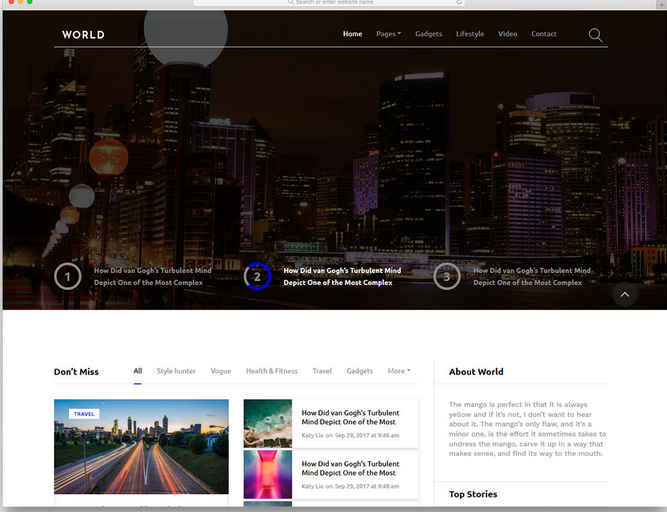 Search or enter website name
WORLD
Home Pages Gadgets Lifestyle Video Contact
1 How Did van Gogh's Turbulent Mind
Depict One of the Most Complex
2 How Did van Gogh's Turbulent Mind
Depict One of the Most Complex
3 How Did van Gogh's Turbulent Mind
Depict One of the Most Complex
Don't Miss All Style hunter Vogue Health & Fitness Travel Gadgets More
TRAVEL
How Did van Gogh's Turbulent
Mind Depict One of the Most
Katy Liu on Sep 29, 2017 at 9:48 am
How Did van Gogh's Turbulent
Mind Depict One of the Most
Katy Liu on Sep 29, 2017 at 9:48 am
About World
The mango is perfect in that it is always
yellow and if it's not, I don't want to hear
about it. The mango's only flaw, and it's a
minor one, is the effort it sometimes takes to
undress the mango, carve it up in a way that
makes sense, and find its way to the mouth.
Top Stories